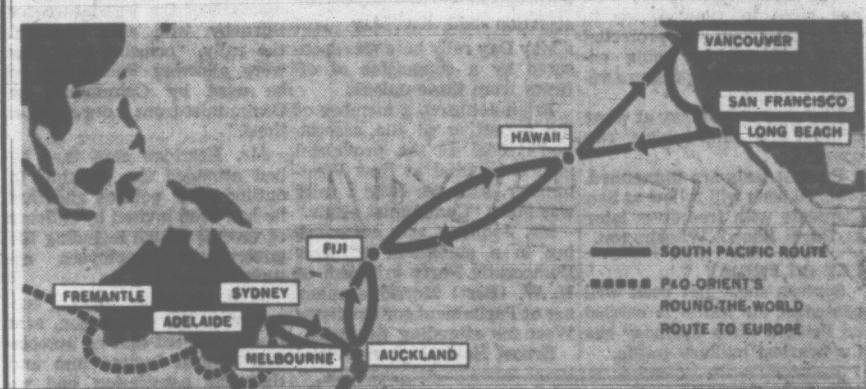 VANCOUVER
SAN FRANCISCO
LONG BEACH
HAWAII
FIJI
SOUTH PACIFIC ROUTE
P&O-ORIENT'S
ROUND-THE-WORLD
ROUTE TO EUROPE
FREMANTLE
SYDNEY
ADELAIDE
MELBOURNE
AUCKLAND